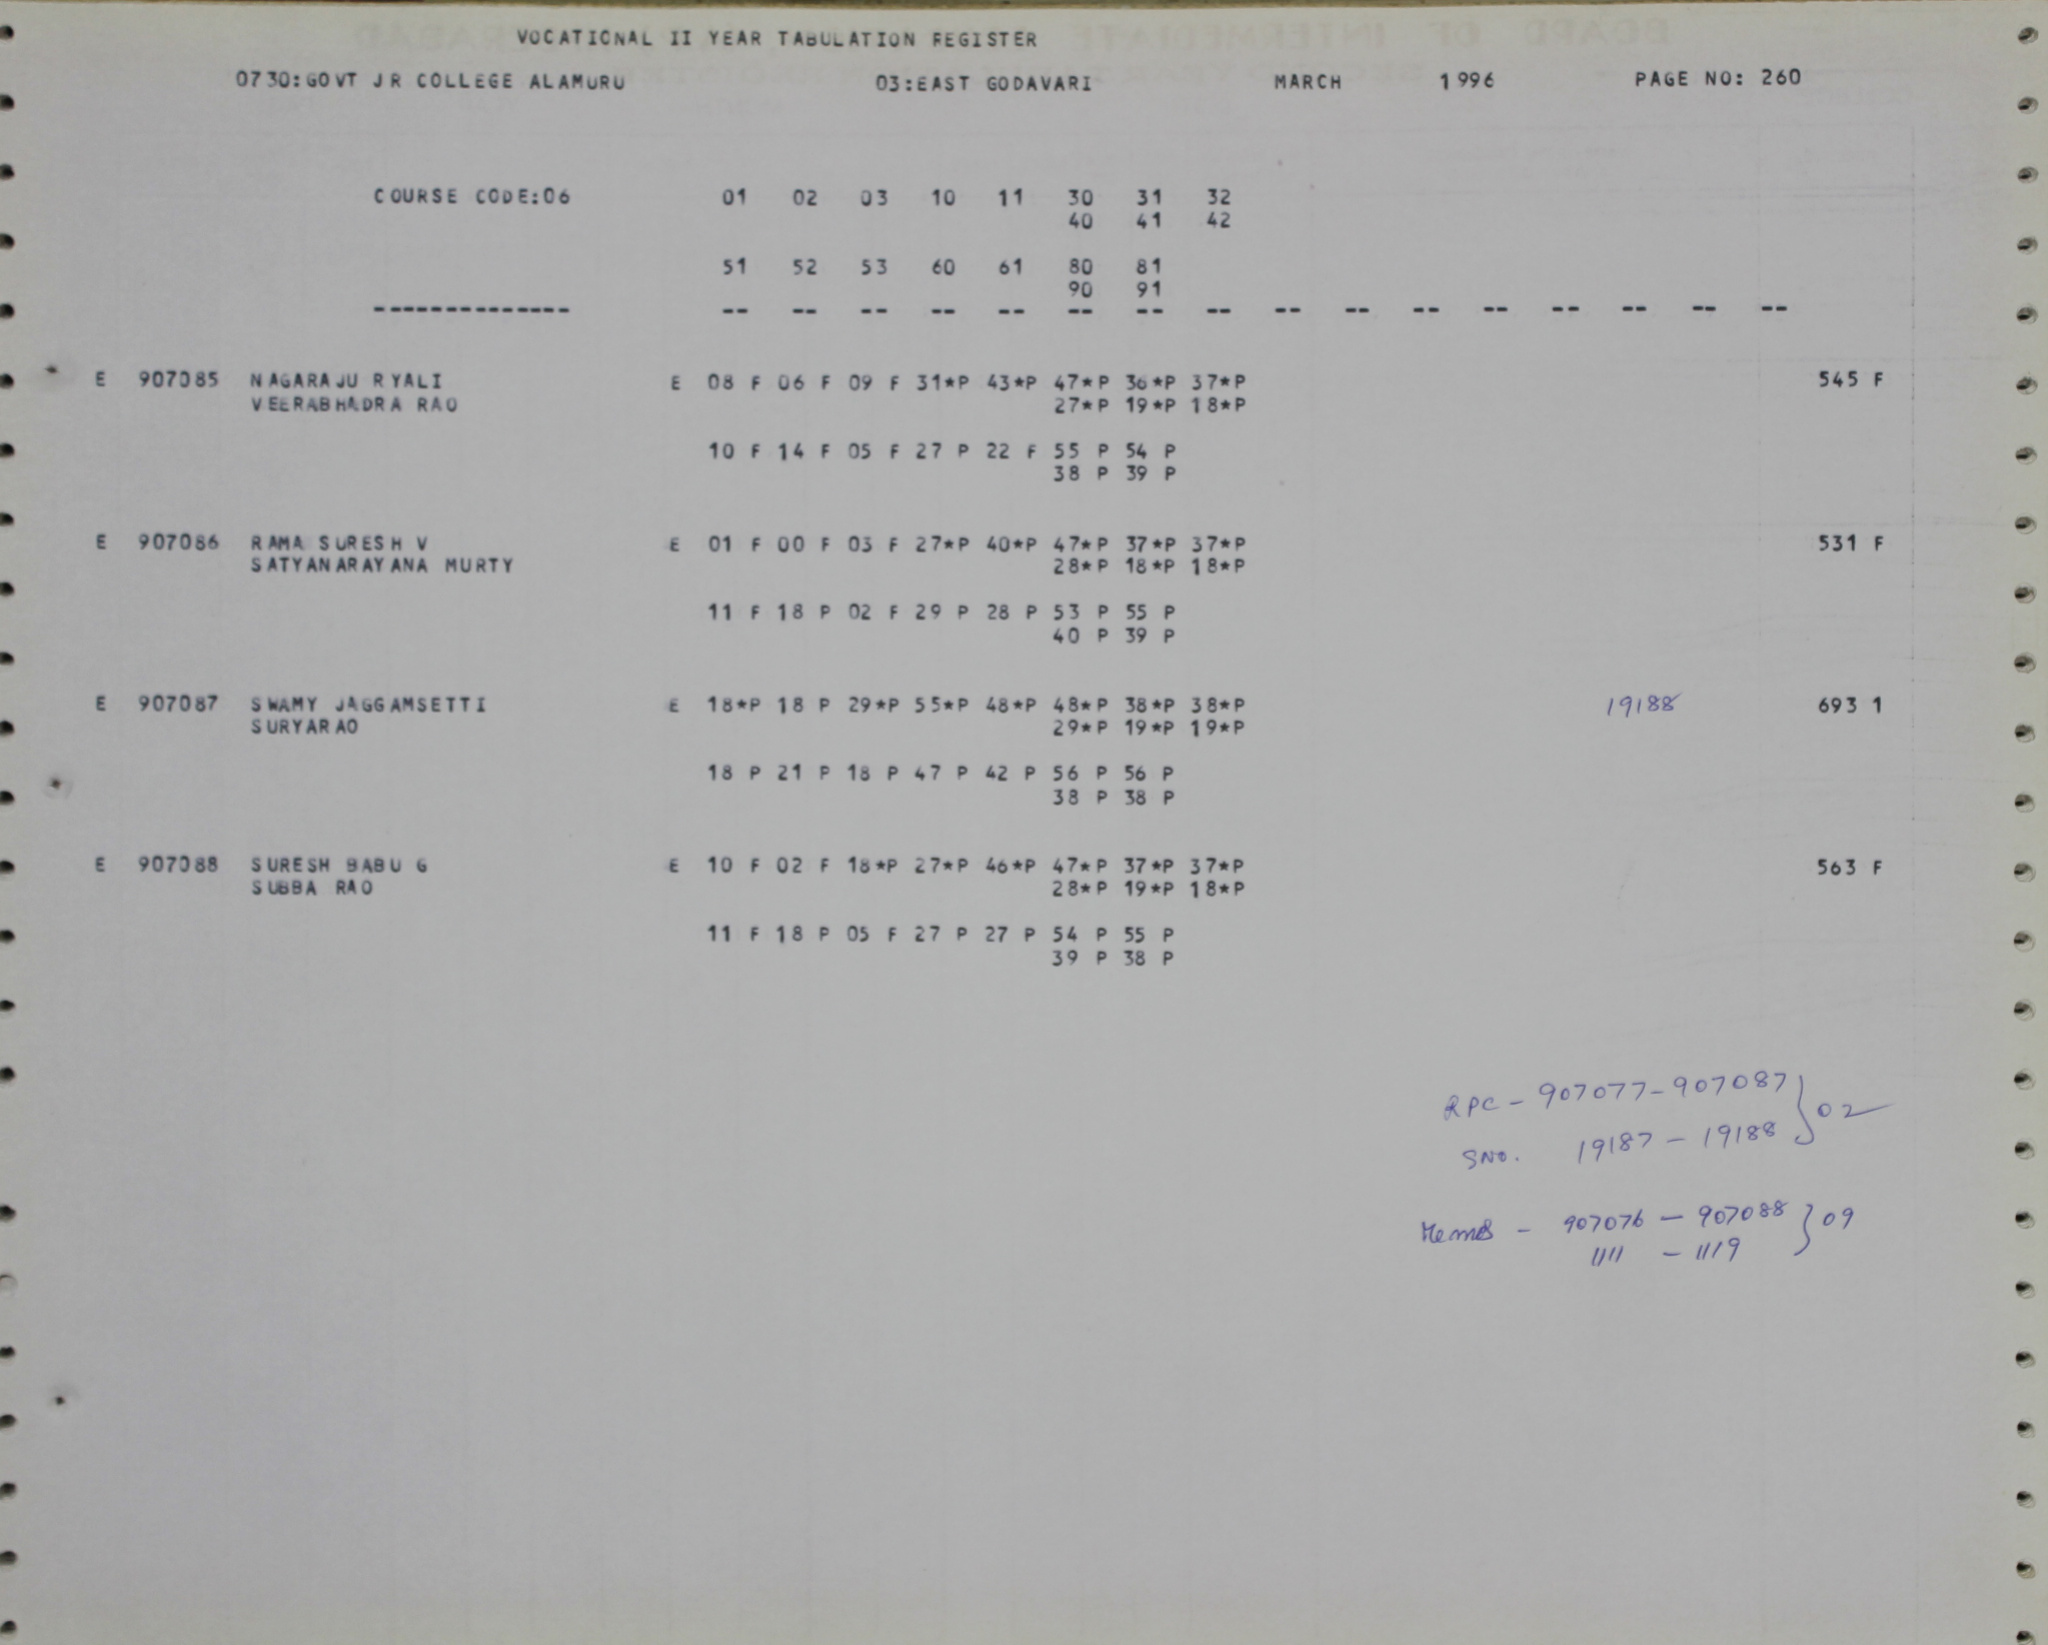 VOCATIONAL II YEAR TABULATION REGISTER
0730:GOVT JR COLLEGE ALAMURU 03:EAST GODAVARI MARCH 1996 PAGE NO: 260
COURSE CODE:06 01 02 03 10 11 30 31 32
40 41 42
51 52 53 60 61 80 81
90 91
-------------- -- -- -- -- -- -- -- -- -- -- -- -- -- -- -- --
E 907085 NAGARAJU RYALI E 08 F 06 F 09 F 31*P 43*P 47*P 36*P 37*P 545 F
VEERABHADRA RAO 27*P 19*P 18*P
10 F 14 F 05 F 27 P 22 F 55 P 54 P
38 P 39 P
E 907086 RAMA SURESH V E 01 F 00 F 03 F 27*P 40*P 47*P 37*P 37*P 531 F
SATYANARAYANA MURTY 28*P 18*P 18*P
11 F 18 P 02 F 29 P 28 P 53 P 55 P
40 P 39 P
E 907087 SWAMY JAGGAMSETTI E 18*P 18 P 29*P 55*P 48*P 48*P 38*P 38*P 19188 693 1
SURYARAO 29*P 19*P 19*P
18 P 21 P 18 P 47 P 42 P 56 P 56 P
38 P 38 P
E 907088 SURESH BABU G E 10 F 02 F 18*P 27*P 46*P 47*P 37*P 37*P 563 F
SUBBA RAO 28*P 19*P 18*P
11 F 18 P 05 F 27 P 27 P 54 P 55 P
39 P 38 P
RPC - 907077-907087 } 02
SNO. 19187 - 19188
907076 - 907088 } 09
1111 - 1119